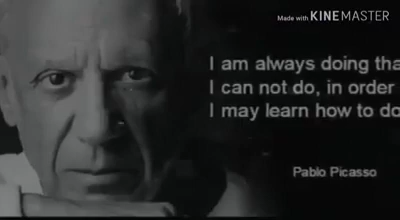 Made with KINEMASTER
I am always doing tha
I can not do, in order
I may learn how to do
Pablo Picasso